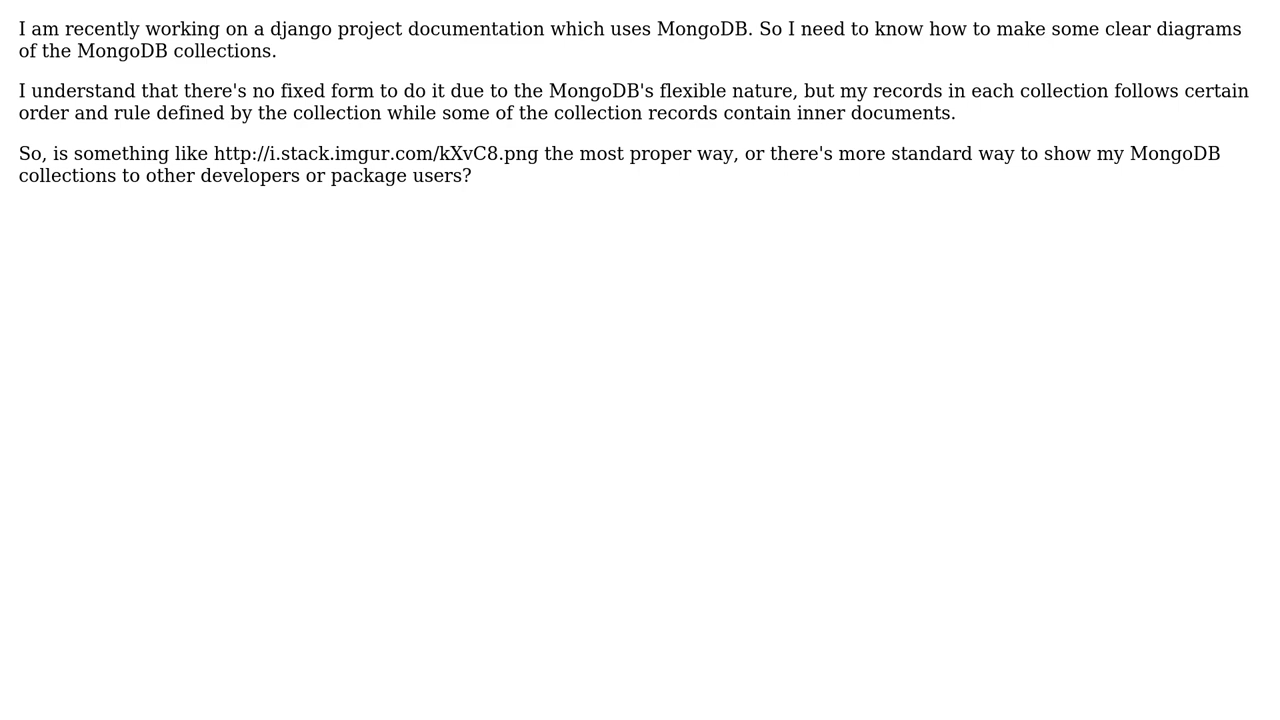 I am recently working on a django project documentation which uses MongoDB. So I need to know how to make some clear diagrams
of the MongoDB collections.
I understand that there's no fixed form to do it due to the MongoDB's flexible nature, but my records in each collection follows certain
order and rule defined by the collection while some of the collection records contain inner documents.
So, is something like http://i.stack.imgur.com/kXvC8.png the most proper way, or there's more standard way to show my MongoDB
collections to other developers or package users?